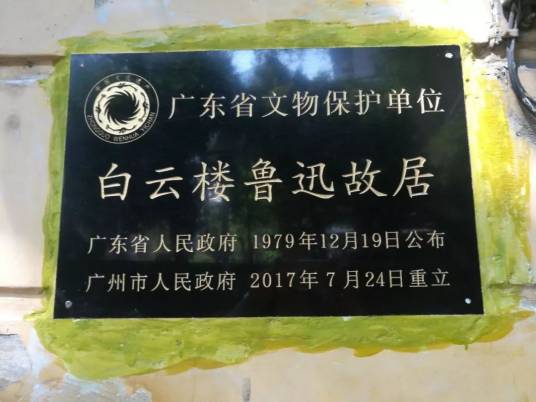 广东省文物保护单位
白云楼鲁迅故居
广东省人民政府 1979年12月19日公布
广州市人民政府 2017年7月24日重立